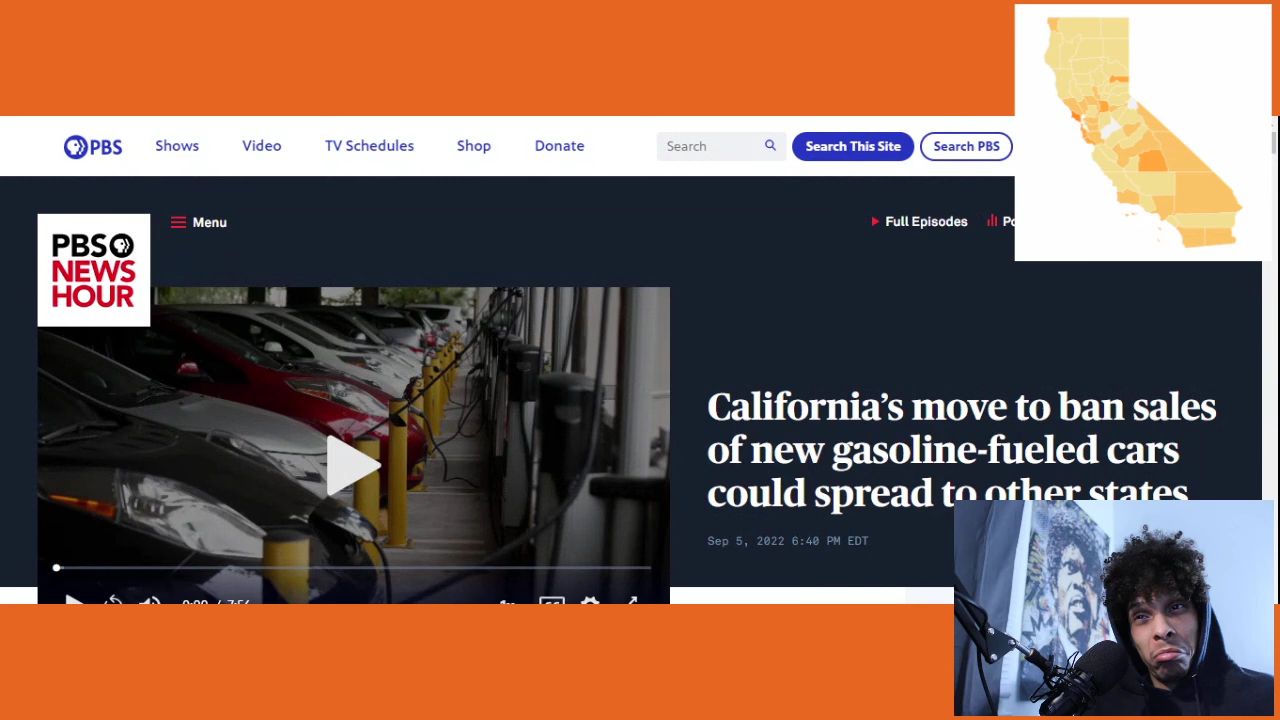 PBS
Shows
Video
TV Schedules
Shop
Donate
Search
Search This Site
Search PBS
PBS
NEWS
HOUR
Menu
Full Episodes
California's move to ban sales
of new gasoline-fueled cars
could spread to other states
Sep 5, 2022 6:40 PM EDT